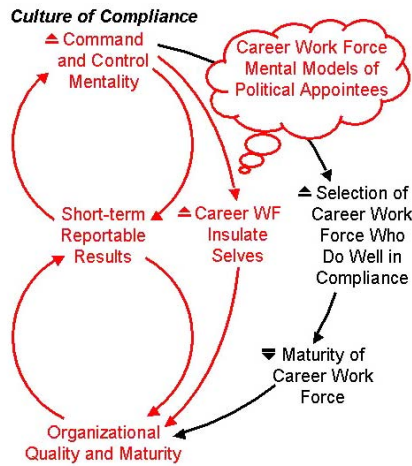 Culture of Compliance
Command
and Control
Mentality
Career Work Force
Mental Models of
Political Appointees
Short-term
Reportable
Results
Career WF
Insulate
Selves
Selection of
Career Work
Force Who
Do Well in
Compliance
Maturity of
Career Work
Force
Organizational
Quality and Maturity